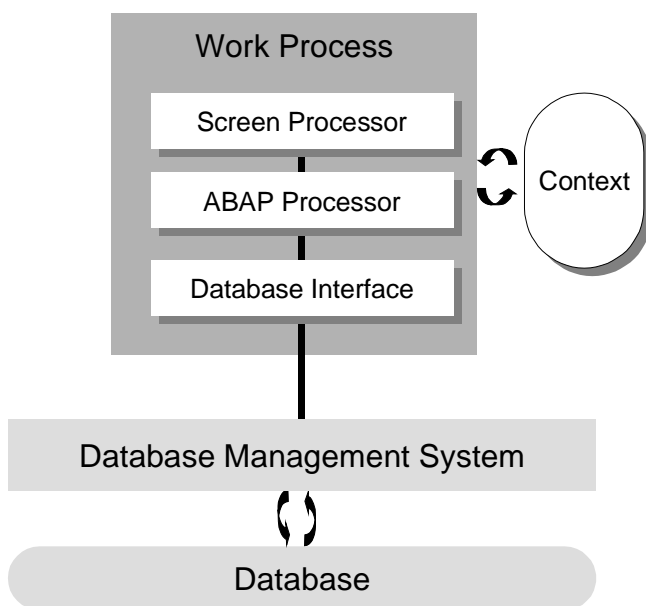 Work Process
Screen Processor
ABAP Processor
Database Interface
Context
Database Management System
Database